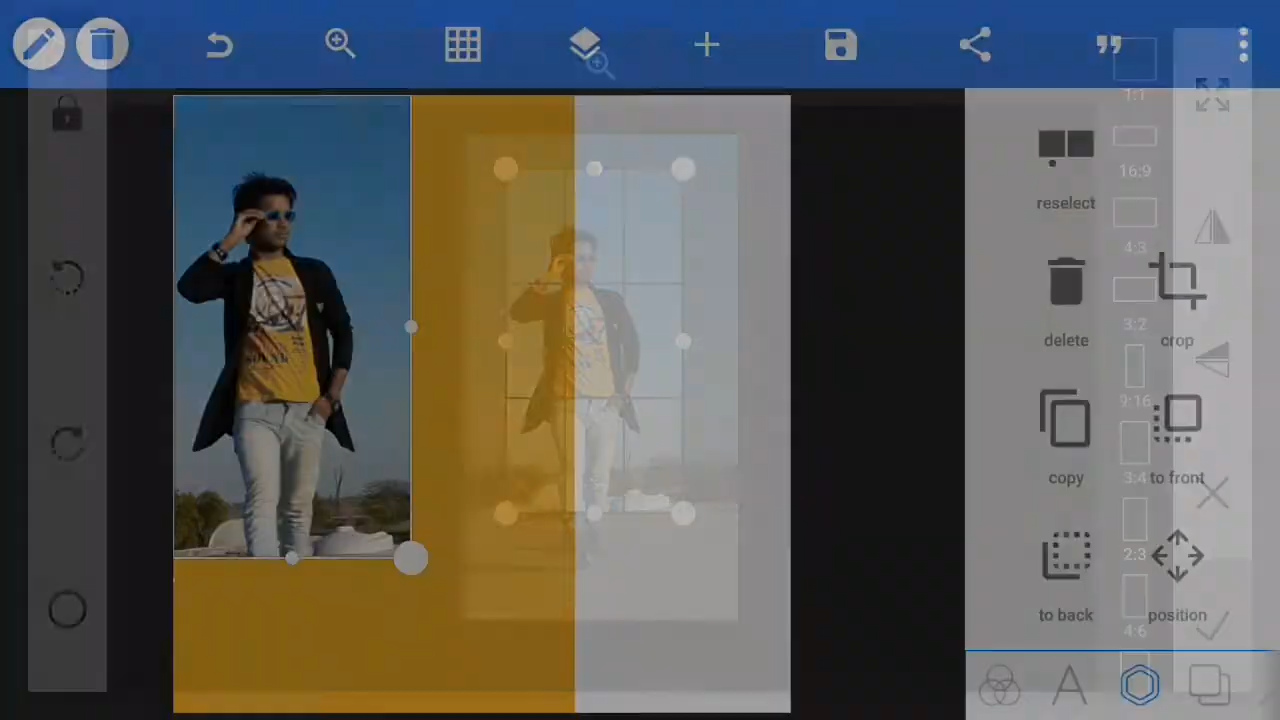 1:1
16:9
reselect
4:3
3:2
delete
crop
9:16
copy
3:4
to front
2:3
to back
position
4:6